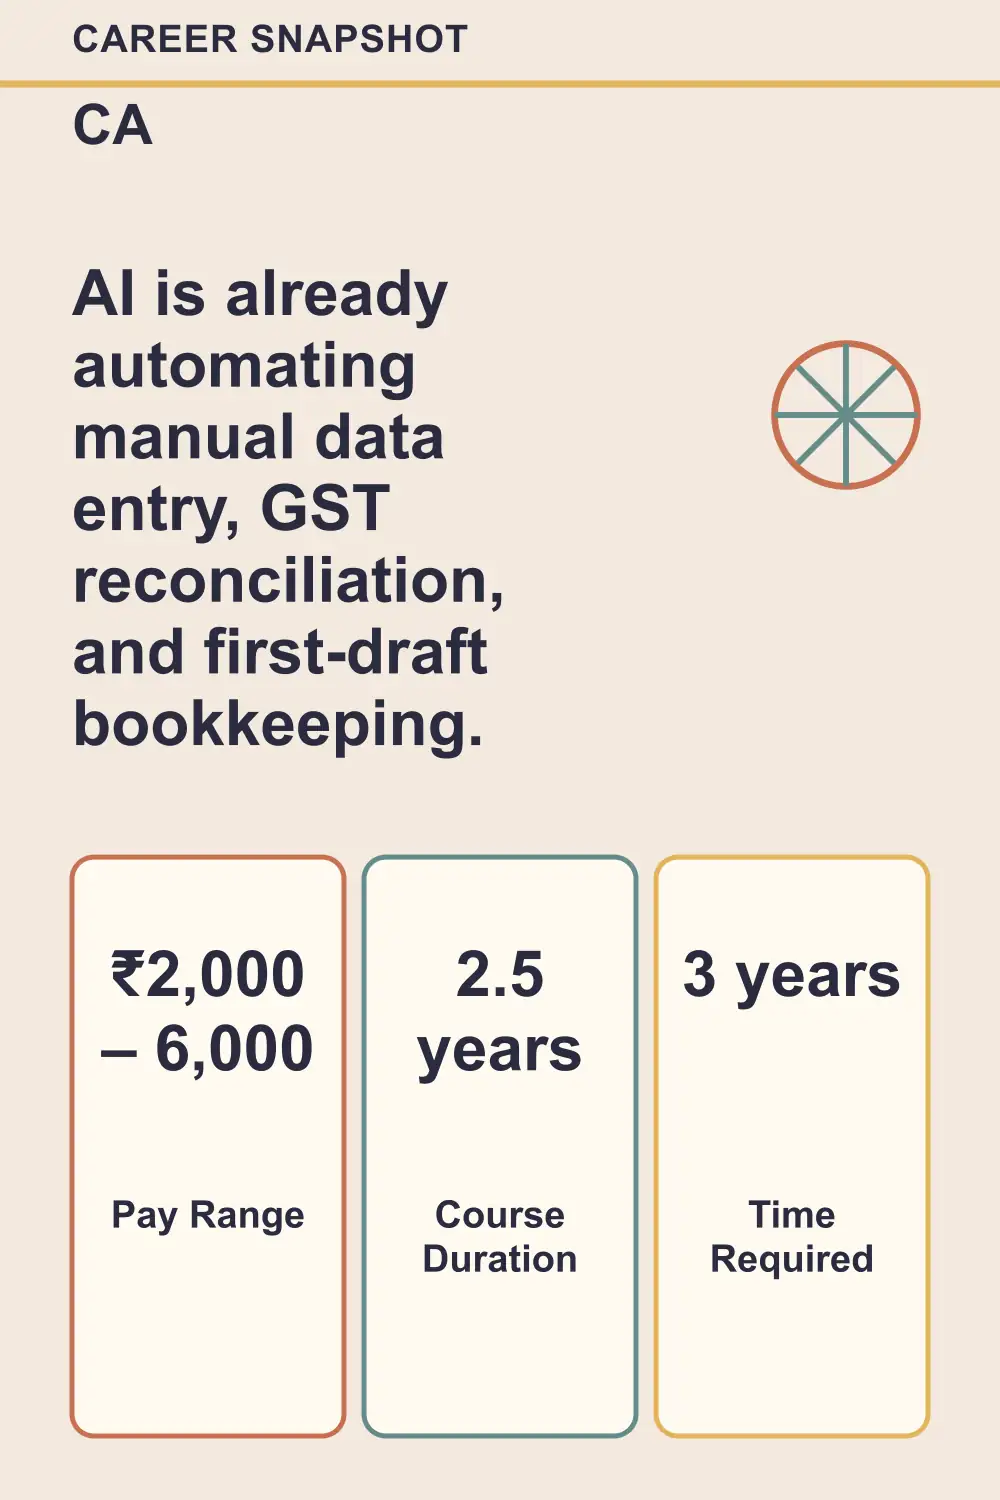 CAREER SNAPSHOT
CA
AI is already
automating
manual data
entry, GST
reconciliation,
and first-draft
bookkeeping.
₹2,000
– 6,000
Pay Range
2.5
years
Course
Duration
3 years
Time
Required